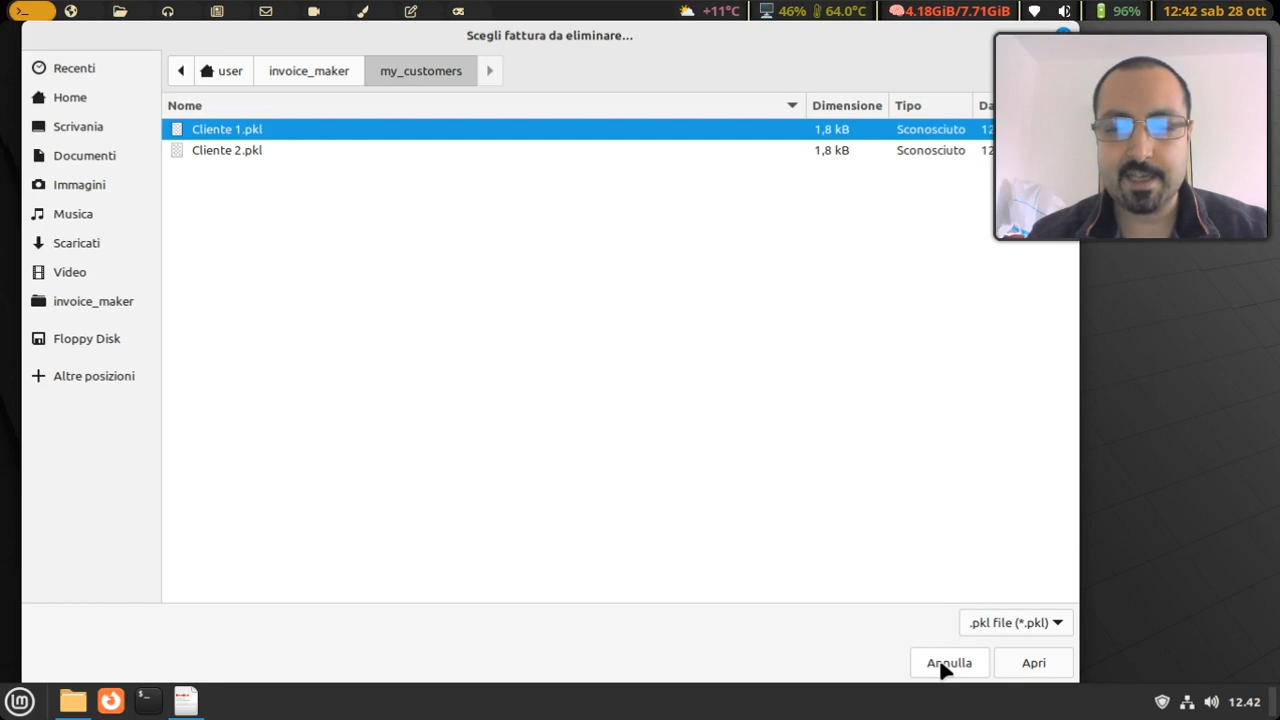 +11°C 46% 64.0°C 4.18GiB/7.71GiB 96% 12:42 sab 28 ott
Scegli fattura da eliminare...
user invoice_maker my_customers
Nome Dimensione Tipo Da
Cliente 1.pkl 1,8 kB Sconosciuto 12
Cliente 2.pkl 1,8 kB Sconosciuto 12
Recenti
Home
Scrivania
Documenti
Immagini
Musica
Scaricati
Video
invoice_maker
Floppy Disk
Altre posizioni
.pkl file (*.pkl)
Annulla Apri
12.42